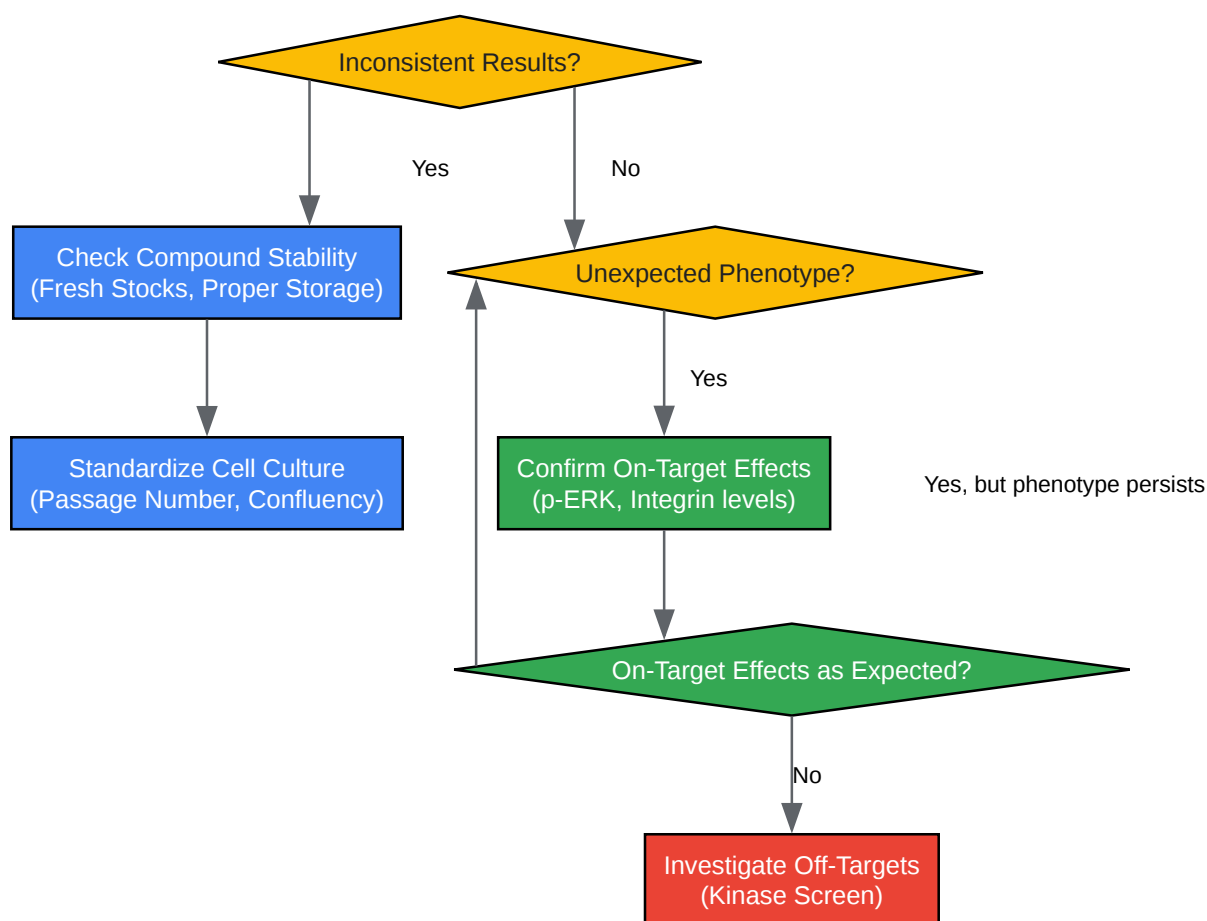 Inconsistent Results?
Yes
No
Check Compound Stability
(Fresh Stocks, Proper Storage)
Unexpected Phenotype?
Yes
Standardize Cell Culture
(Passage Number, Confluency)
Confirm On-Target Effects
(p-ERK, Integrin levels)
Yes, but phenotype persists
On-Target Effects as Expected?
No
Investigate Off-Targets
(Kinase Screen)